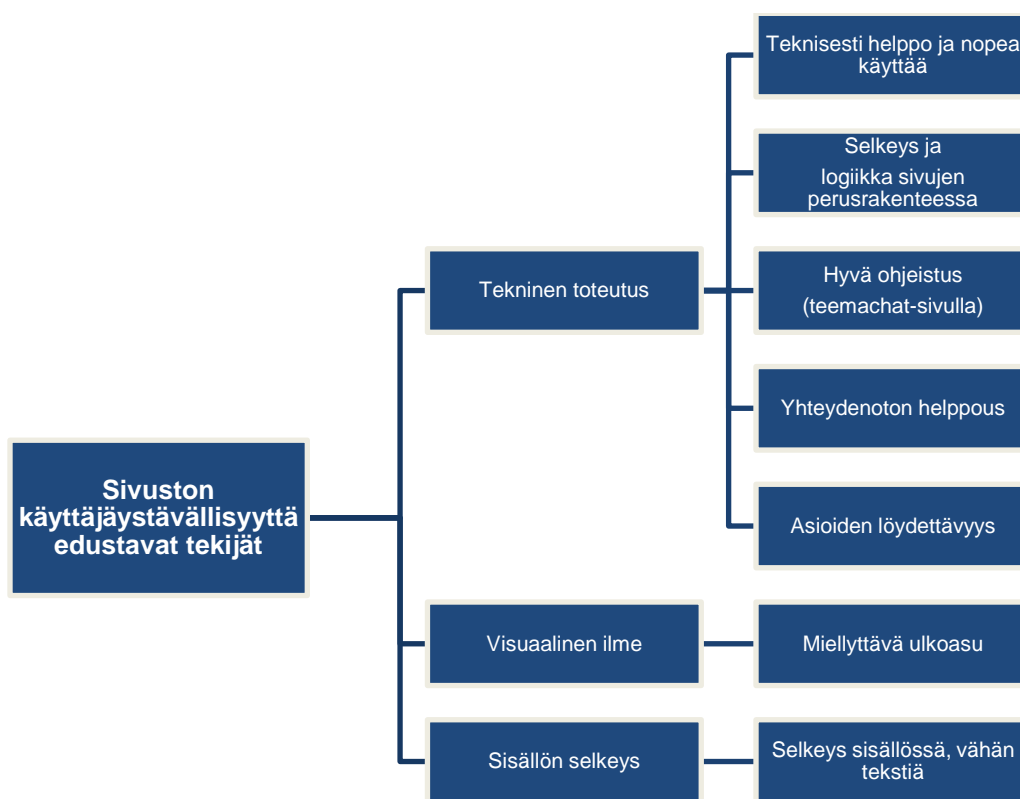 Teknisesti helppo ja nopea
käyttää
Selkeys ja
logiikka sivujen
perusrakenteessa
Tekninen toteutus
Hyvä ohjeistus
(teemachat-sivulla)
Yhteydenoton helppous
Sivuston
käyttäjäystävällisyyttä
edustavat tekijät
Asioiden löydettävyys
Visuaalinen ilme
Miellyttävä ulkoasu
Sisällön selkeys
Selkeys sisällössä, vähän
tekstiä